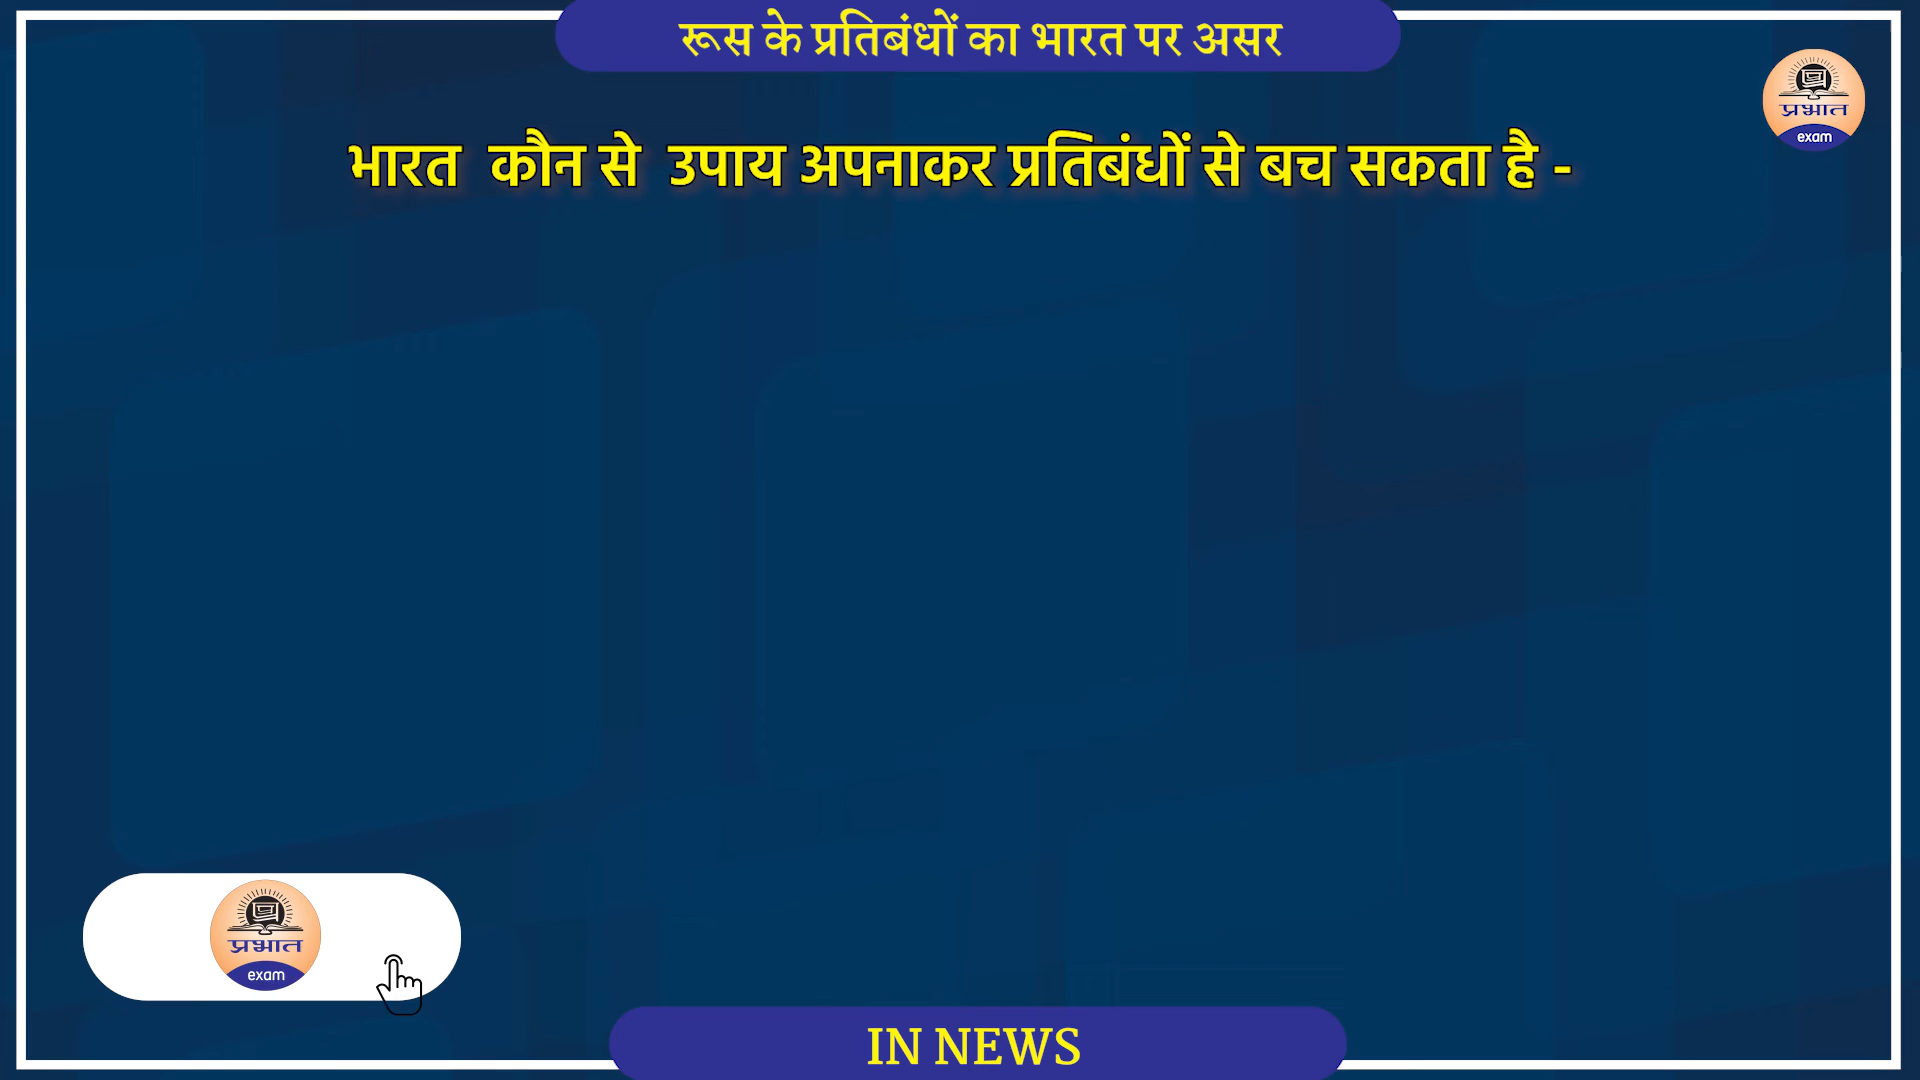 रूस के प्रतिबंधों का भारत पर असर
प्रभात
exam
भारत कौन से उपाय अपनाकर प्रतिबंधों से बच सकता है -
प्रभात
exam
IN NEWS